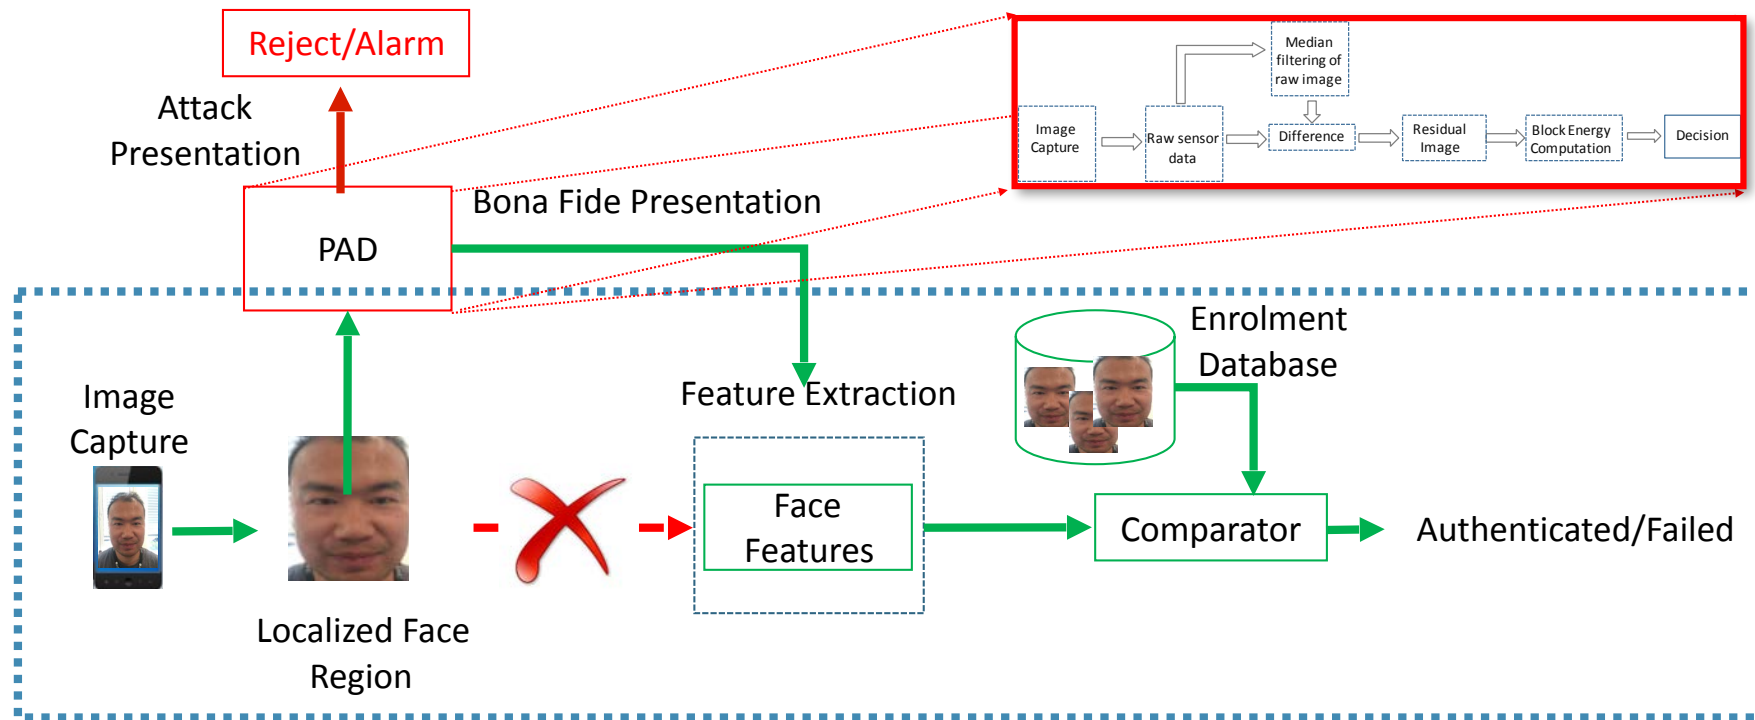 Reject/Alarm
Attack
Presentation
PAD
Bona Fide Presentation
Median
filtering of
raw image
Image
Capture
Raw sensor
data
Difference
Residual
Image
Block Energy
Computation
Decision
Image
Capture
Localized Face
Region
Feature Extraction
Face
Features
Enrolment
Database
Comparator
Authenticated/Failed